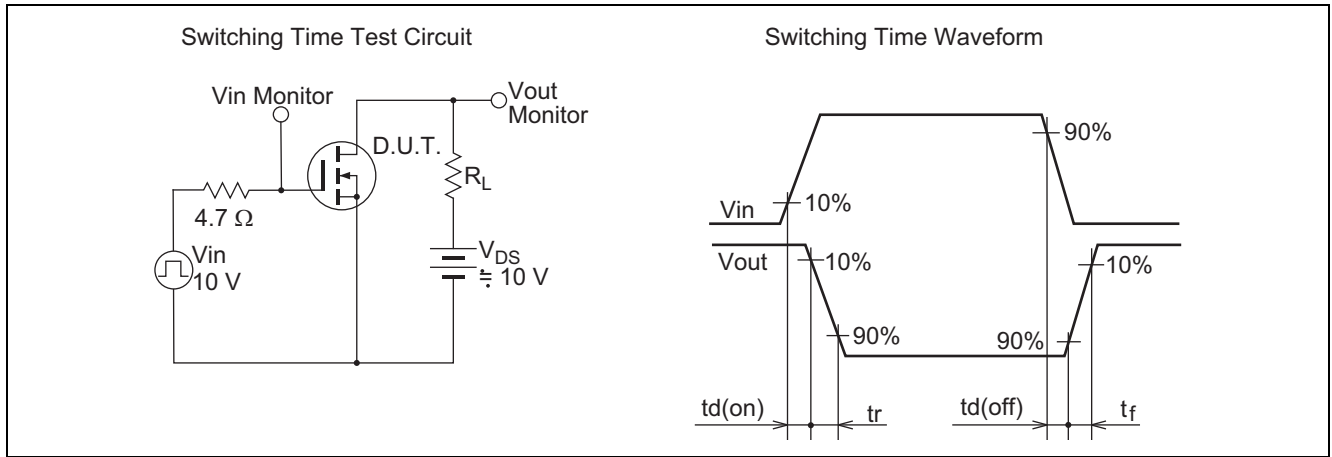 Switching Time Test Circuit
Vin Monitor
Vout
Monitor
D.U.T.
RL
4.7 Ω
Vin
10 V
VDS
≒ 10 V
Switching Time Waveform
Vin
10%
90%
Vout
10%
90%
90%
10%
td(on)
tr
td(off)
tf